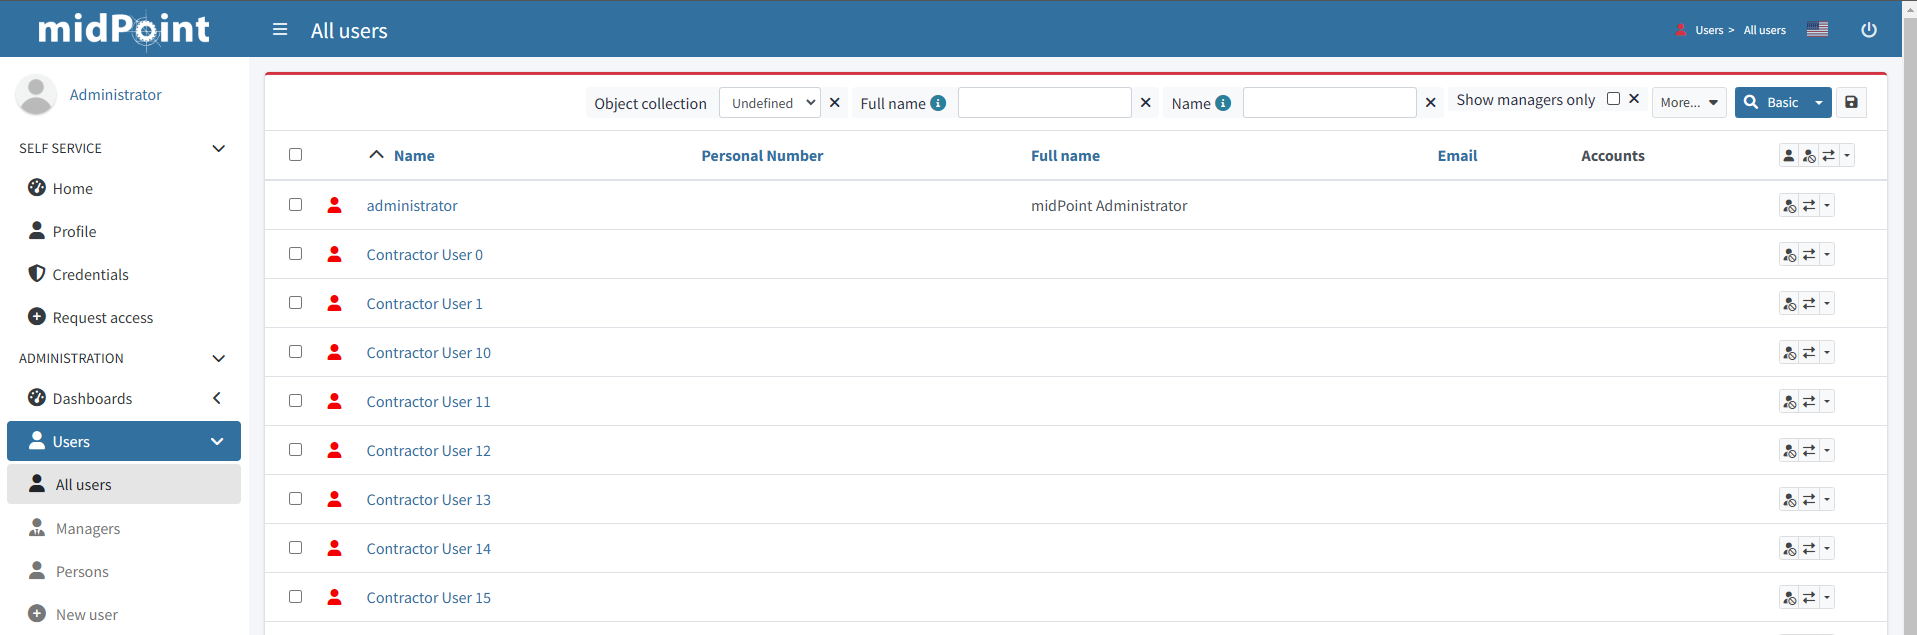 midPoint
All users
Users > All users
Administrator
Object collection Undefined Full name Name Show managers only More... Basic
SELF SERVICE
Home
Profile
Credentials
Request access
ADMINISTRATION
Dashboards
Users
All users
Managers
Persons
New user
Name Personal Number Full name Email Accounts
administrator midPoint Administrator
Contractor User 0
Contractor User 1
Contractor User 10
Contractor User 11
Contractor User 12
Contractor User 13
Contractor User 14
Contractor User 15